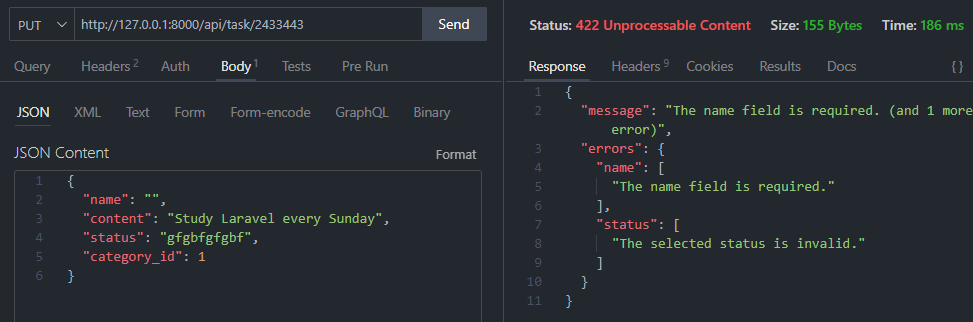 PUT http://127.0.0.1:8000/api/task/2433443 Send
Query Headers 2 Auth Body 1 Tests Pre Run
JSON XML Text Form Form-encode GraphQL Binary
JSON Content Format
1 {
2 "name": "",
3 "content": "Study Laravel every Sunday",
4 "status": "gfgbfgfgbf",
5 "category_id": 1
6 }
Status: 422 Unprocessable Content Size: 155 Bytes Time: 186 ms
Response Headers 9 Cookies Results Docs { }
1 {
2 "message": "The name field is required. (and 1 more
error)",
3 "errors": {
4 "name": [
5 "The name field is required."
6 ],
7 "status": [
8 "The selected status is invalid."
9 ]
10 }
11 }